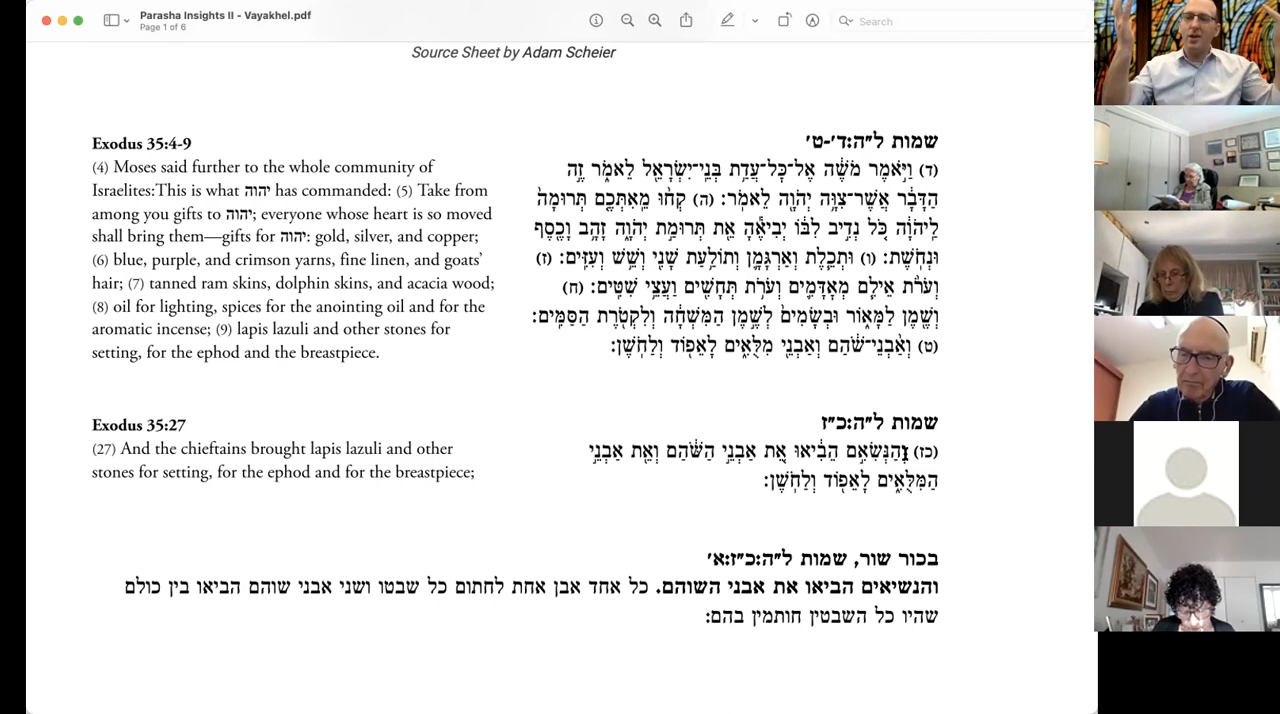 Parasha Insights II - Vayakhel.pdf
Page 1 of 6
Search
Source Sheet by Adam Scheier
Exodus 35:4-9
(4) Moses said further to the whole community of
Israelites:This is what יהוה has commanded: (5) Take from
among you gifts to יהוה; everyone whose heart is so moved
shall bring them—gifts for יהוה: gold, silver, and copper;
(6) blue, purple, and crimson yarns, fine linen, and goats’
hair; (7) tanned ram skins, dolphin skins, and acacia wood;
(8) oil for lighting, spices for the anointing oil and for the
aromatic incense; (9) lapis lazuli and other stones for
setting, for the ephod and the breastpiece.
שמות ל״ה:ד׳-ט׳
(ד) וַיֹּ֣אמֶר מֹשֶׁ֔ה אֶל־כׇּל־עֲדַ֥ת בְּנֵֽי־יִשְׂרָאֵ֖ל לֵאמֹ֑ר זֶ֣ה
הַדָּבָ֔ר אֲשֶׁר־צִוָּ֥ה יְהֹוָ֖ה לֵאמֹֽר׃ (ה) קְח֨וּ מֵֽאִתְּכֶ֤ם תְּרוּמָה֙
לַֽיהֹוָ֔ה כֹּ֚ל נְדִ֣יב לִבּ֔וֹ יְבִיאֶ֕הָ אֵ֖ת תְּרוּמַ֣ת יְהֹוָ֑ה זָהָ֥ב וָכֶ֖סֶף
וּנְחֹֽשֶׁת׃ (ו) וּתְכֵ֧לֶת וְאַרְגָּמָ֛ן וְתוֹלַ֥עַת שָׁנִ֖י וְשֵׁ֥שׁ וְעִזִּֽים׃ (ז)
וְעֹרֹ֨ת אֵילִ֧ם מְאׇדָּמִ֛ים וְעֹרֹ֥ת תְּחָשִׁ֖ים וַעֲצֵ֥י שִׁטִּֽים׃ (ח)
וְשֶׁ֖מֶן לַמָּא֑וֹר וּבְשָׂמִים֙ לְשֶׁ֣מֶן הַמִּשְׁחָ֔ה וְלִקְטֹ֖רֶת הַסַּמִּֽים׃
(ט) וְאַ֨בְנֵי־שֹׁ֔הַם וְאַבְנֵ֖י מִלֻּאִ֑ים לָאֵפ֖וֹד וְלַחֹֽשֶׁן׃
Exodus 35:27
(27) And the chieftains brought lapis lazuli and other
stones for setting, for the ephod and for the breastpiece;
שמות ל״ה:כ״ז
(כז) וְהַנְּשִׂאִ֣ם הֵבִ֔יאוּ אֵ֚ת אַבְנֵ֣י הַשֹּׁ֔הַם וְאֵ֖ת אַבְנֵ֣י
הַמִּלֻּאִ֑ים לָאֵפ֖וֹד וְלַחֹֽשֶׁן׃
בכור שור, שמות ל״ה:כ״ז:א׳
והנשיאים הביאו את אבני השוהם. כל אחד אבן אחת לחתום כל שבטו ושני אבני שוהם הביאו בין כולם
שהיו כל השבטין חותמין בהם: